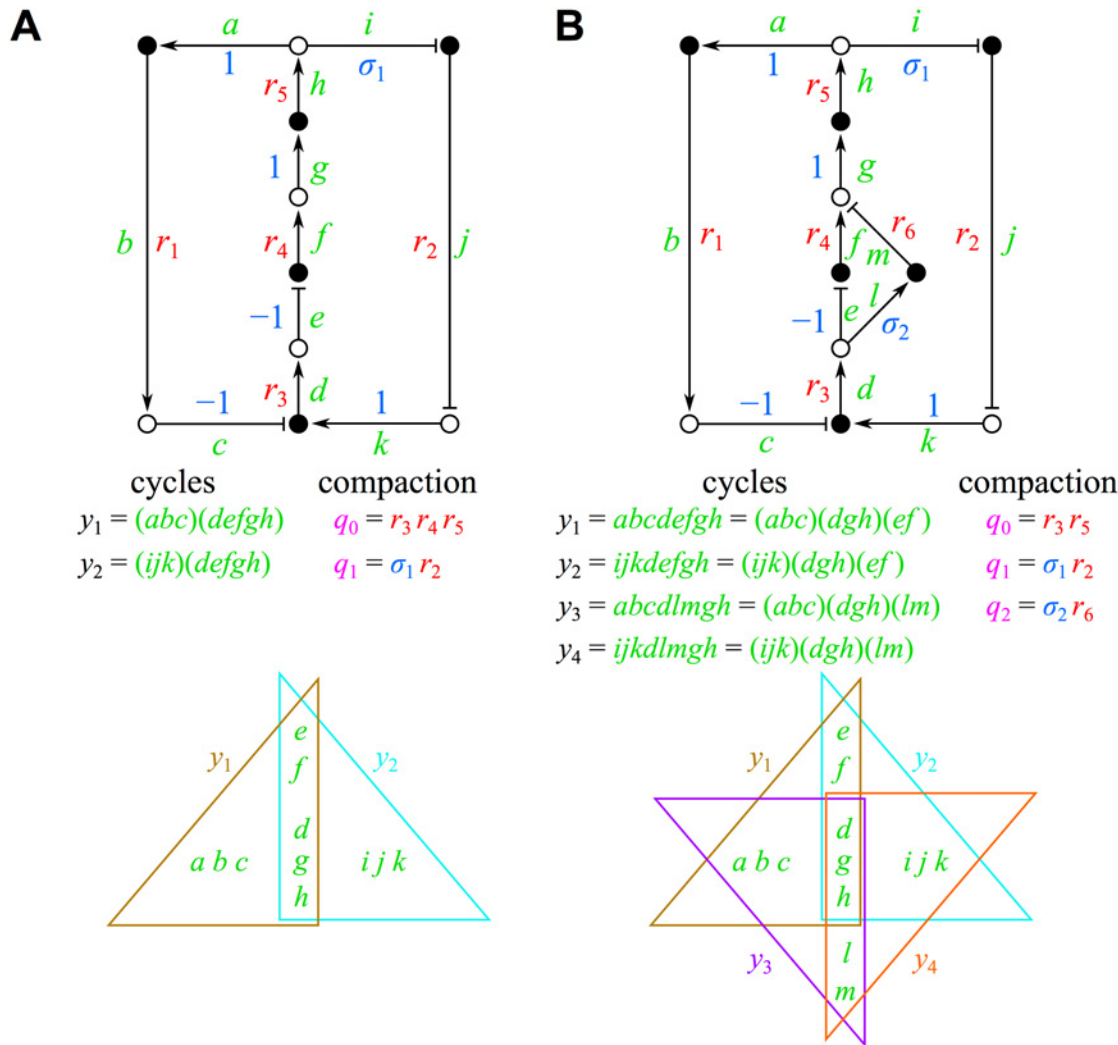 A
a i
1 σ₁
r₅ h
1 g
b r₁ r₄ f r₂ j
−1 e
−1 r₃ d 1
c k
cycles compaction
y₁ = (abc)(defgh) q₀ = r₃ r₄ r₅
y₂ = (ijk)(defgh) q₁ = σ₁ r₂
y₁ y₂
e
f
d
a b c g i j k
h
B
a i
1 σ₁
r₅ h
1 g
b r₁ r₄ f m r₆ r₂ j
−1 e l σ₂
−1 r₃ d 1
c k
cycles compaction
y₁ = abcdefgh = (abc)(dgh)(ef) q₀ = r₃ r₅
y₂ = ijkdefgh = (ijk)(dgh)(ef) q₁ = σ₁ r₂
y₃ = abcdlmgh = (abc)(dgh)(lm) q₂ = σ₂ r₆
y₄ = ijkdlmgh = (ijk)(dgh)(lm)
y₁ y₂
e
f
d
a b c g i j k
h
y₃ l y₄
m